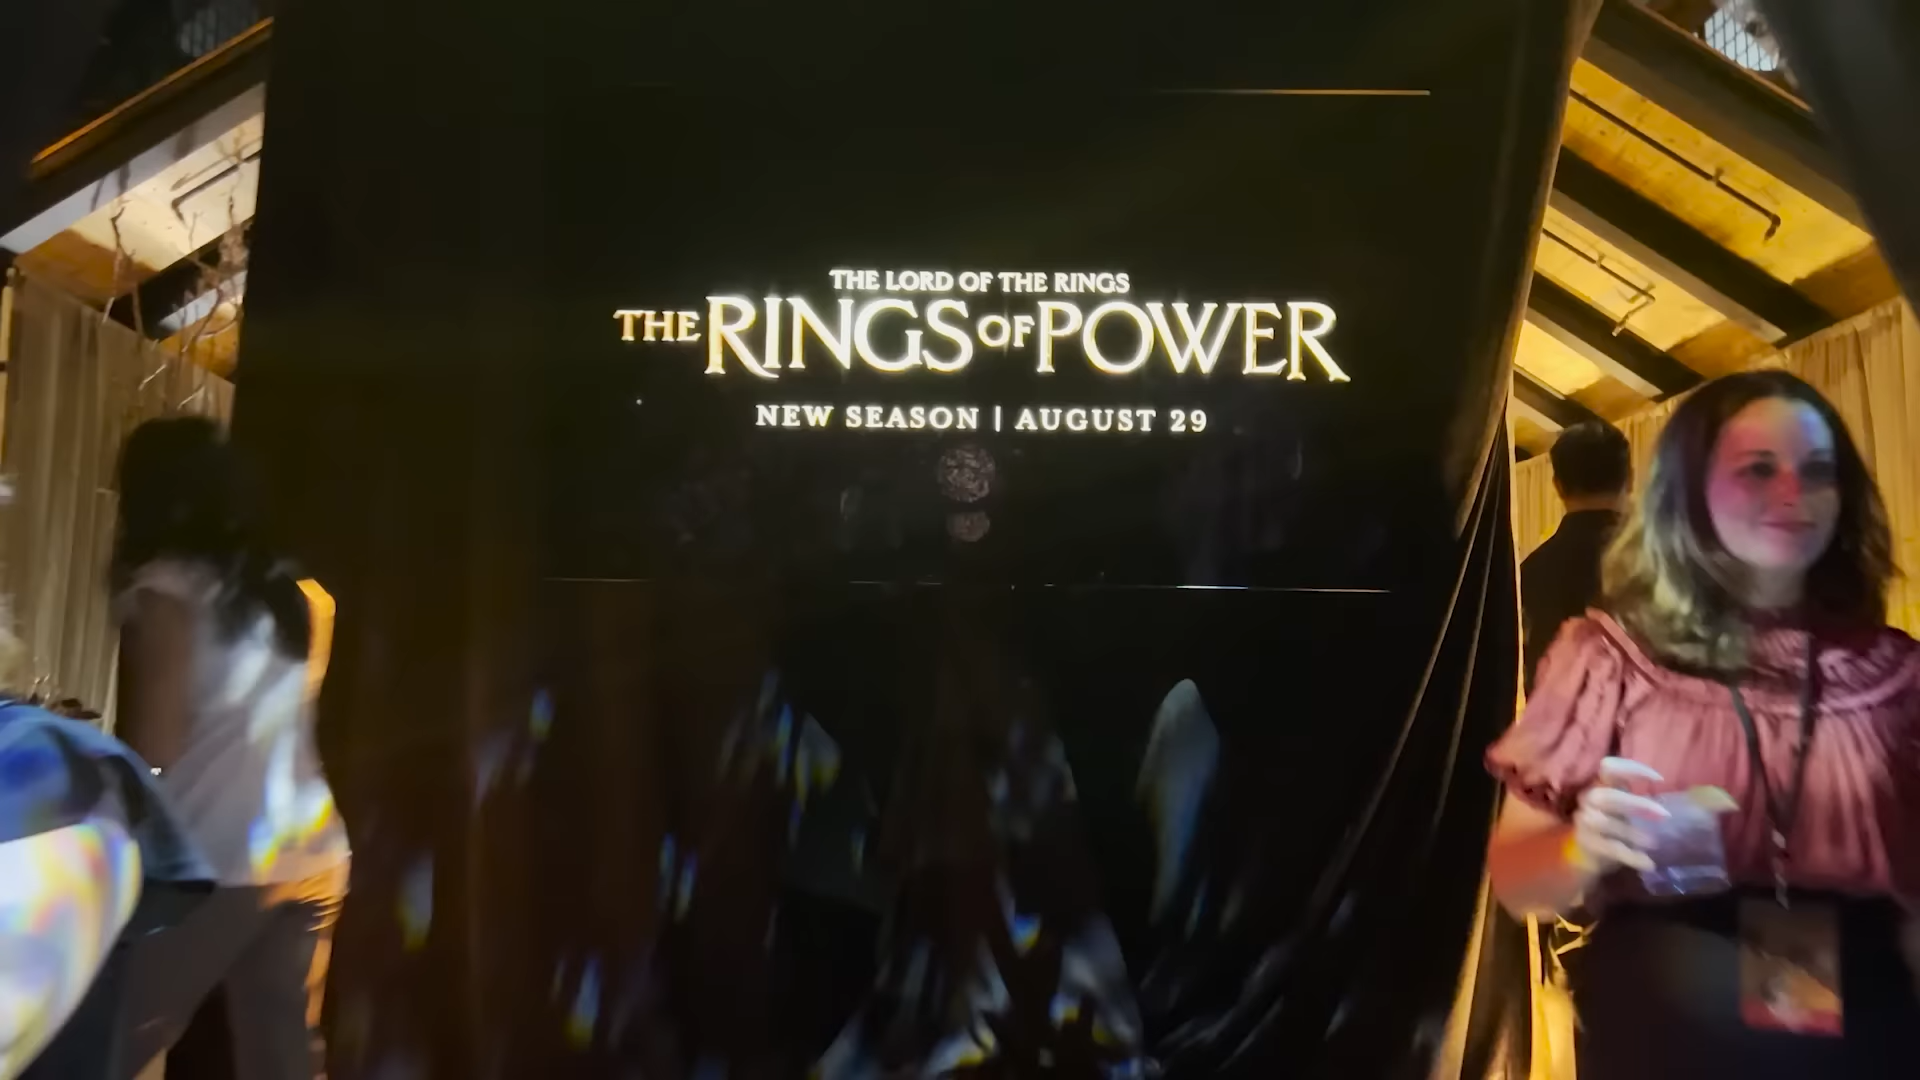 THE LORD OF THE RINGS
THE RINGS OF POWER
NEW SEASON | AUGUST 29